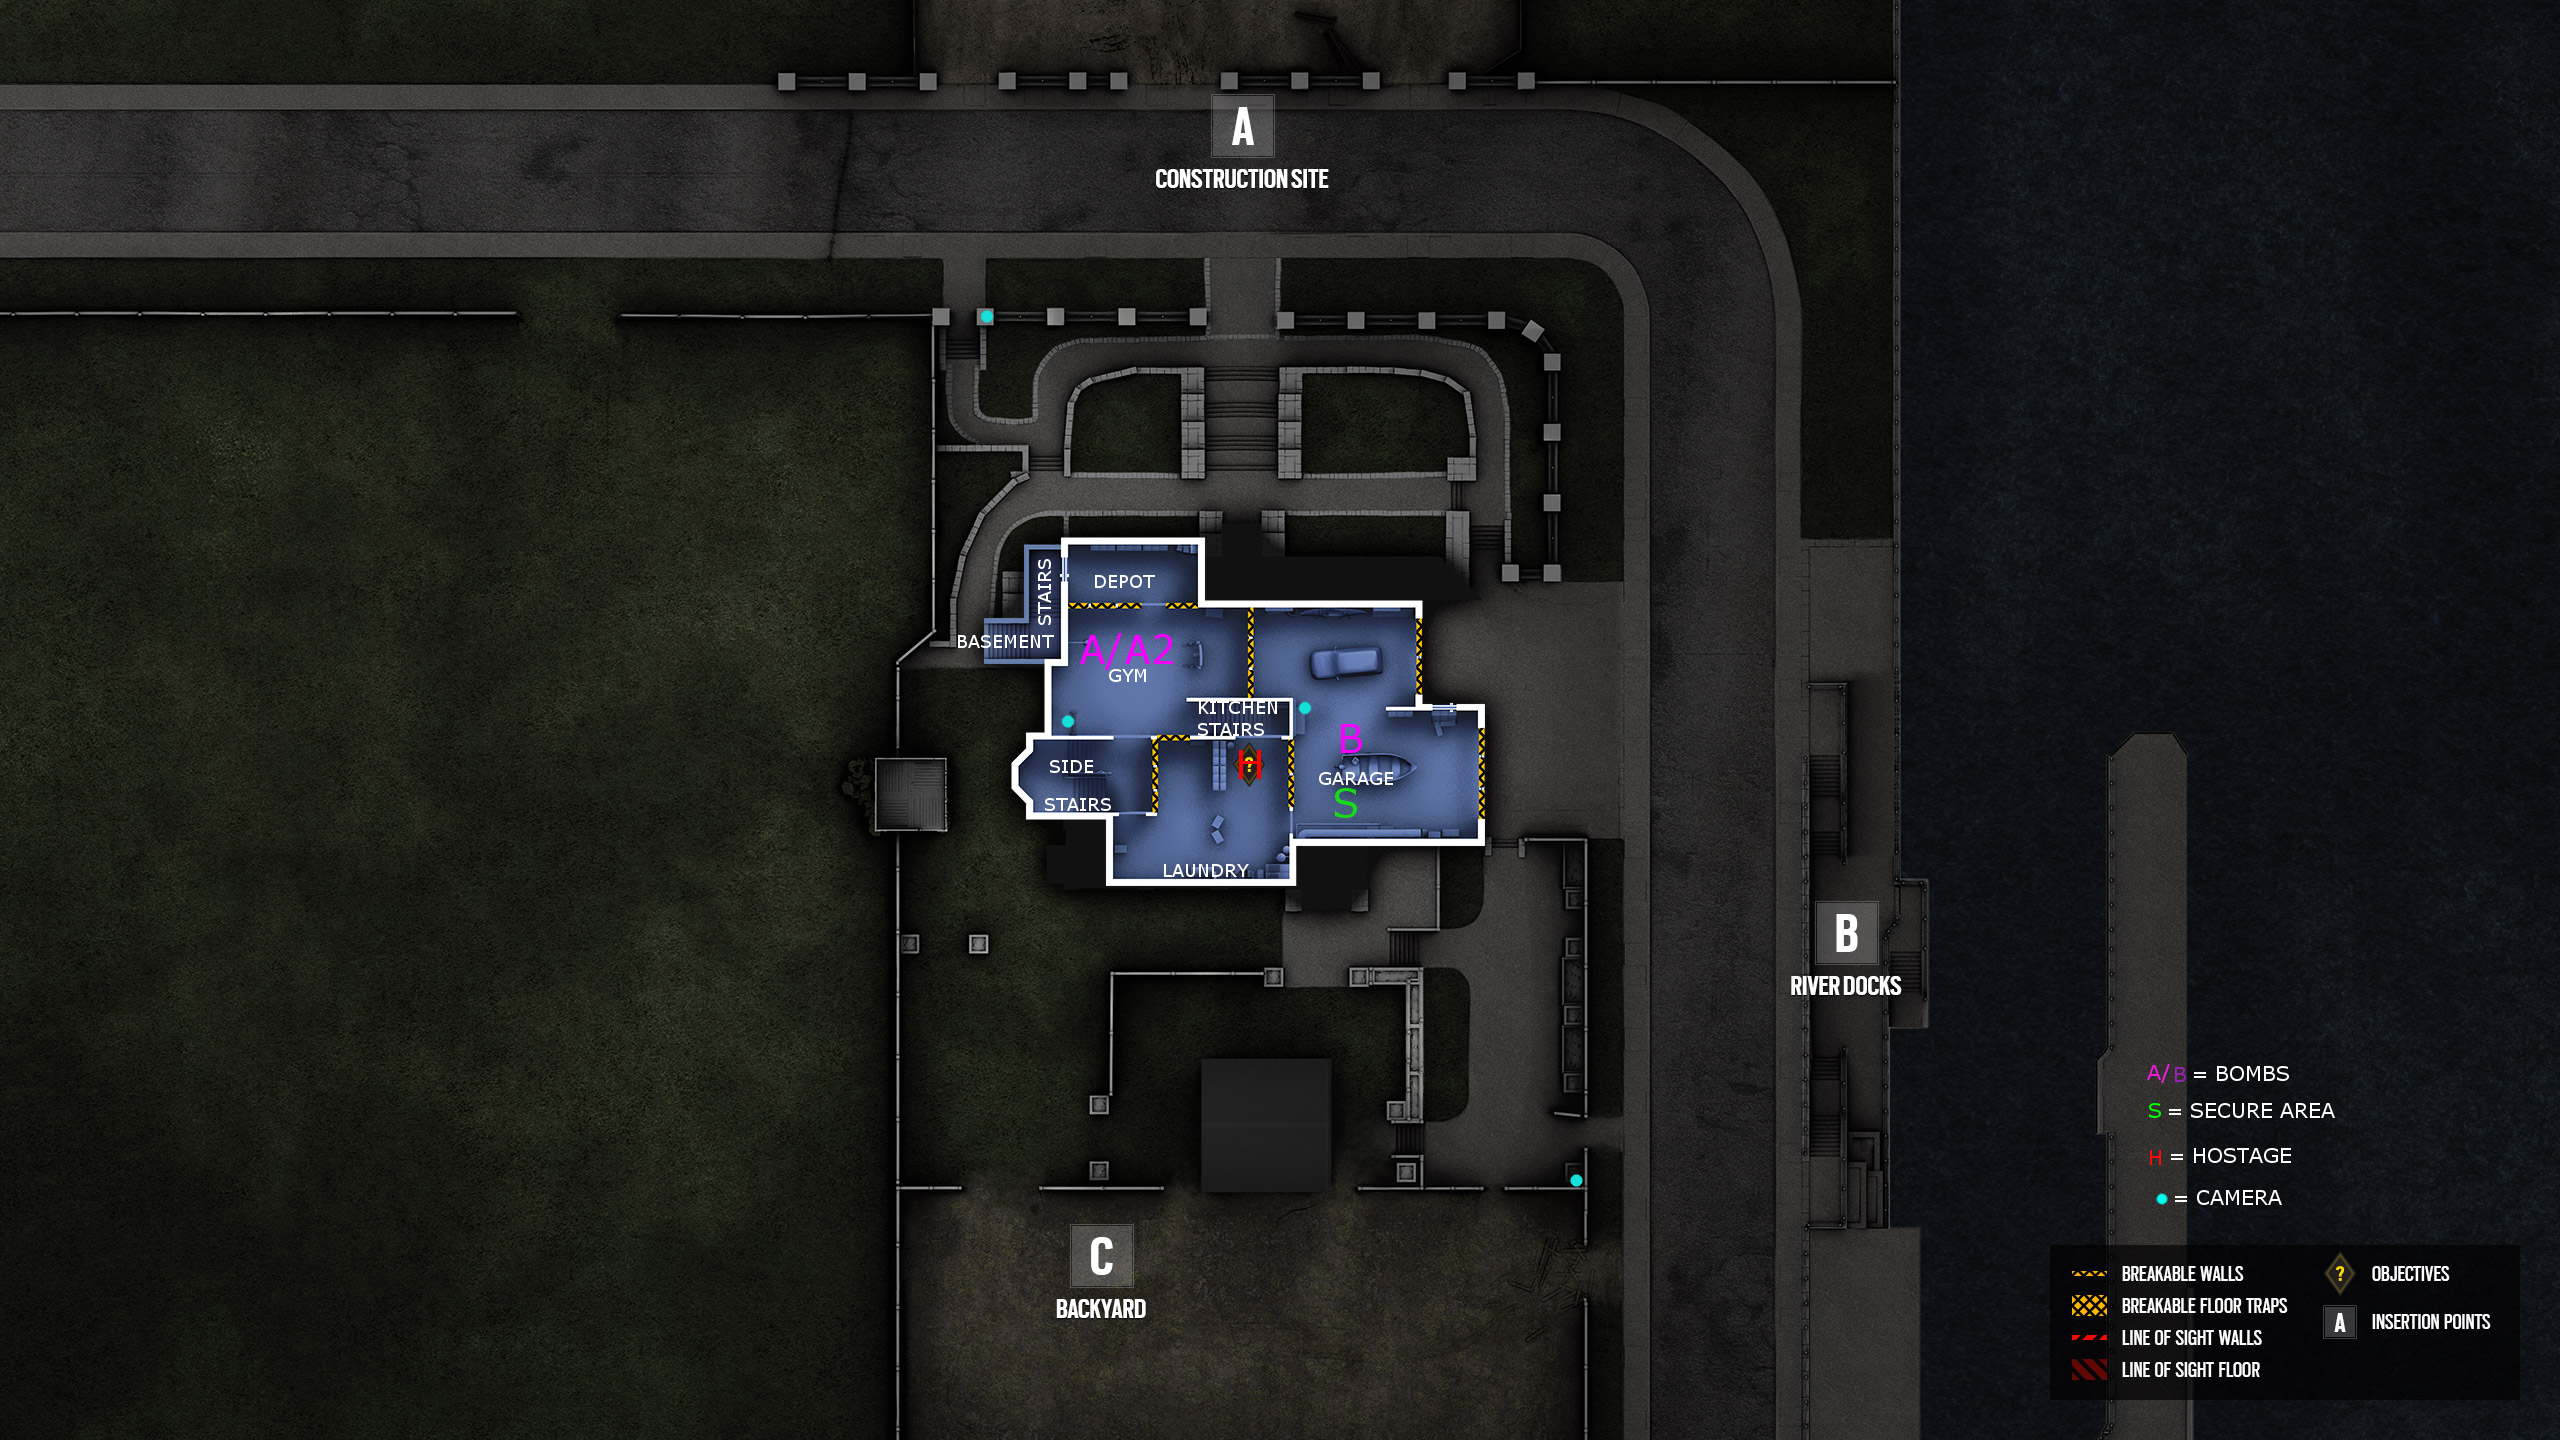 A
CONSTRUCTION SITE
DEPOT
STAIRS
BASEMENT
A/A2
GYM
KITCHEN
STAIRS
B
?
H
SIDE
GARAGE
STAIRS
S
LAUNDRY
B
RIVER DOCKS
A/B = BOMBS
S = SECURE AREA
H = HOSTAGE
= CAMERA
C
BACKYARD
BREAKABLE WALLS
BREAKABLE FLOOR TRAPS
LINE OF SIGHT WALLS
LINE OF SIGHT FLOOR
? OBJECTIVES
A INSERTION POINTS